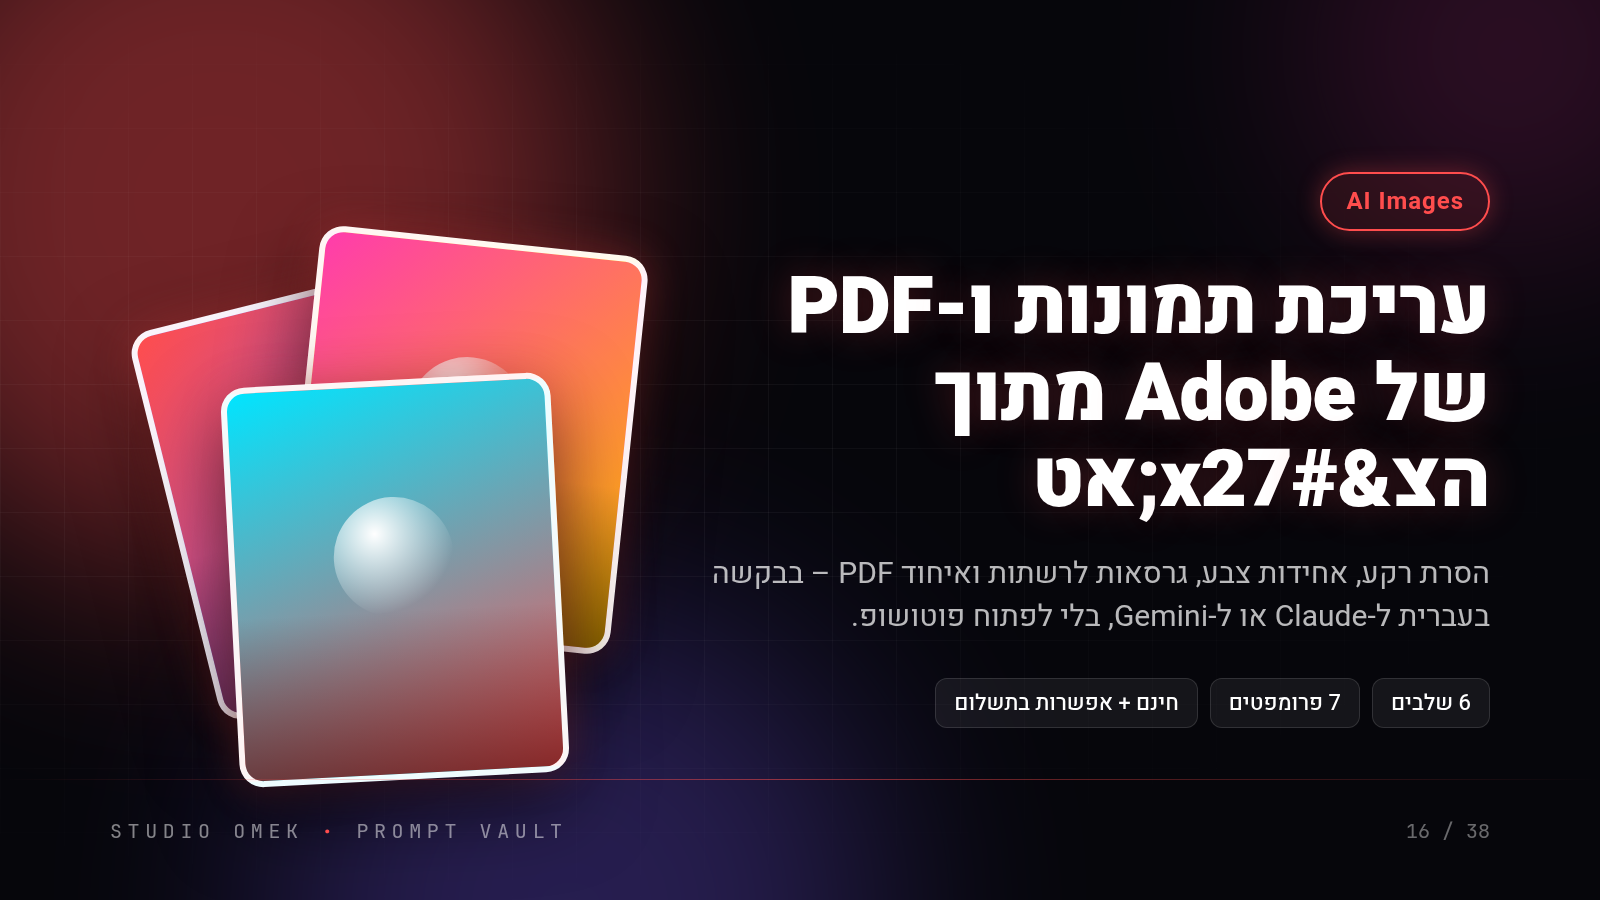 AI Images
עריכת תמונות ו-PDF
של Adobe מתוך
הצ&#x27;אט
הסרת רקע, אחידות צבע, גרסאות לרשתות ואיחוד PDF – בבקשה
בעברית ל-Claude או ל-Gemini, בלי לפתוח פוטושופ.
6 שלבים
7 פרומפטים
חינם + אפשרות בתשלום
STUDIO OMEK • PROMPT VAULT
16 / 38